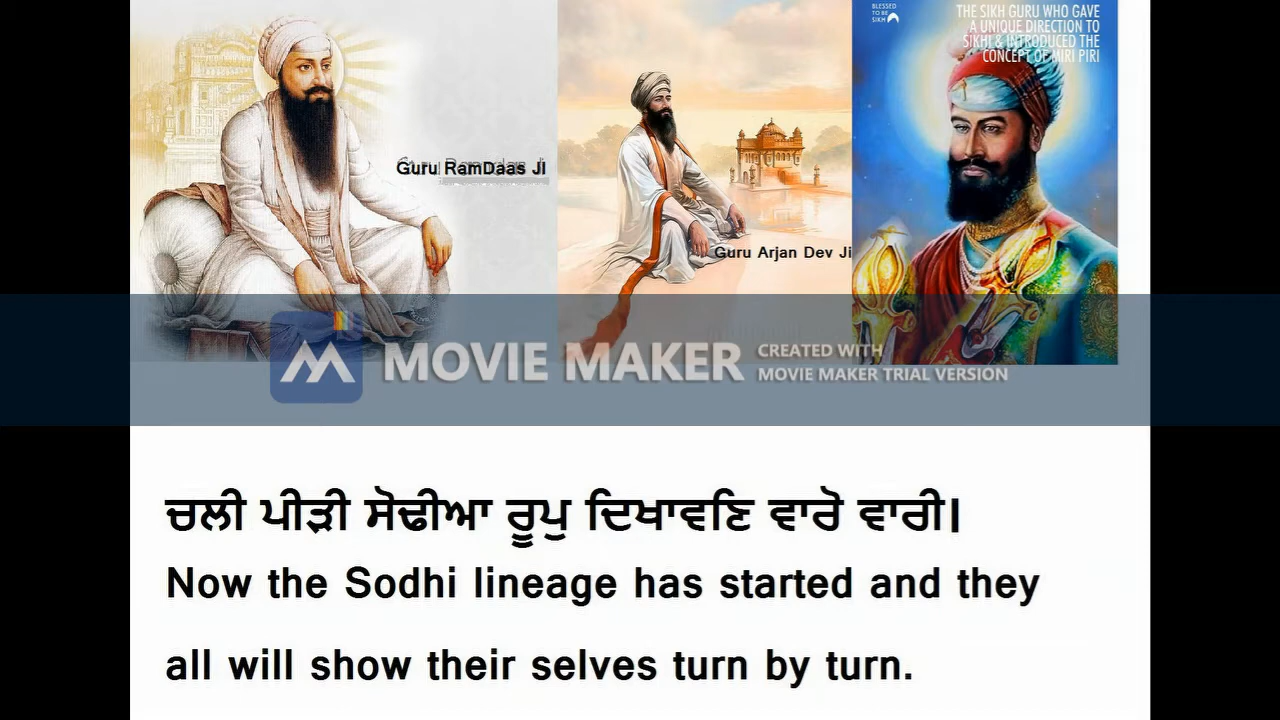 BLESSED
TO BE
SIKH
THE SIKH GURU WHO GAVE
A UNIQUE DIRECTION TO
SIKHI & INTRODUCED THE
CONCEPT OF MIRI PIRI
Guru RamDaas JI
Guru Arjan Dev Ji
MOVIE MAKER
CREATED WITH
MOVIE MAKER TRIAL VERSION
ਚਲੀ ਪੀੜੀ ਸੋਢੀਆ ਰੂਪੁ ਦਿਖਾਵਣਿ ਵਾਰੋ ਵਾਰੀ।
Now the Sodhi lineage has started and they
all will show their selves turn by turn.